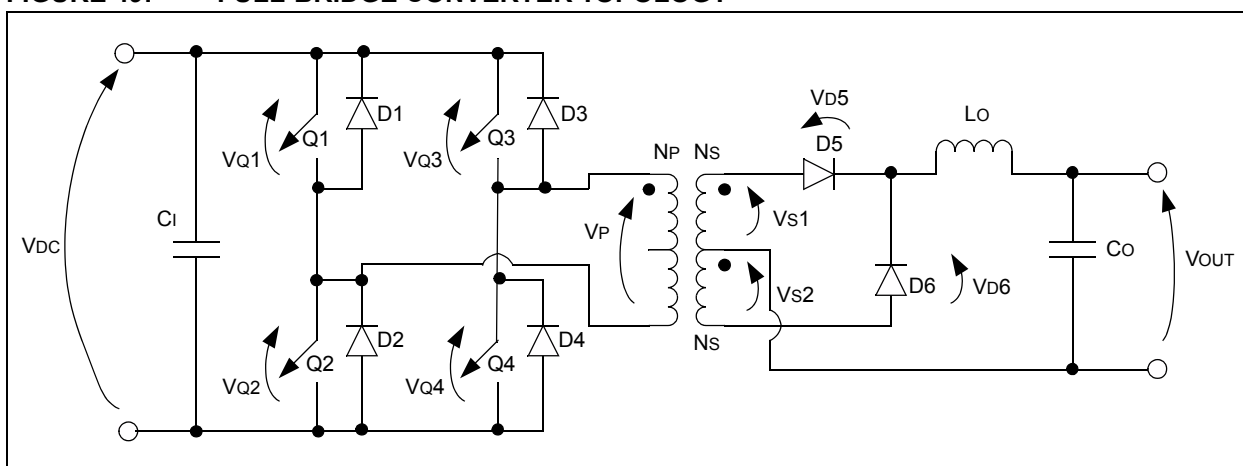 FULL-BRIDGE CONVERTER TOPOLOGY
VDC
CI
VQ1
Q1
D1
VQ3
Q3
D3
VQ2
Q2
D2
VQ4
Q4
D4
NP
NS
VP
VS1
VS2
NS
VD5
D5
D6
VD6
LO
CO
VOUT